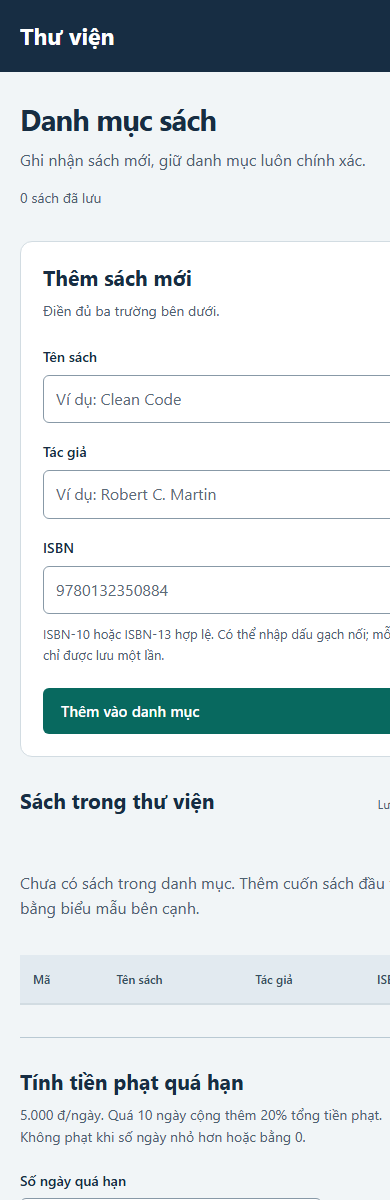 Thư viện
Danh mục sách
Ghi nhận sách mới, giữ danh mục luôn chính xác.
0 sách đã lưu
Thêm sách mới
Điền đủ ba trường bên dưới.
Tên sách
Ví dụ: Clean Code
Tác giả
Ví dụ: Robert C. Martin
ISBN
9780132350884
ISBN-10 hoặc ISBN-13 hợp lệ. Có thể nhập dấu gạch nối;
chỉ được lưu một lần.
Thêm vào danh mục
Sách trong thư viện
Chưa có sách trong danh mục. Thêm cuốn sách đầu
bằng biểu mẫu bên cạnh.
Mã Tên sách Tác giả
Tính tiền phạt quá hạn
5.000 đ/ngày. Quá 10 ngày cộng thêm 20% tổng tiền phạt.
Không phạt khi số ngày nhỏ hơn hoặc bằng 0.
Số ngày quá hạn